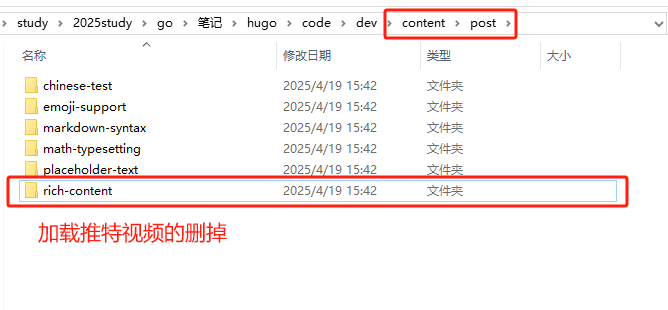 study > 2025study > go > 笔记 > hugo > code > dev > content > post >
名称 修改日期 类型 大小
chinese-test 2025/4/19 15:42 文件夹
emoji-support 2025/4/19 15:42 文件夹
markdown-syntax 2025/4/19 15:42 文件夹
math-typesetting 2025/4/19 15:42 文件夹
placeholder-text 2025/4/19 15:42 文件夹
rich-content 2025/4/19 15:42 文件夹
加载推特视频的删掉